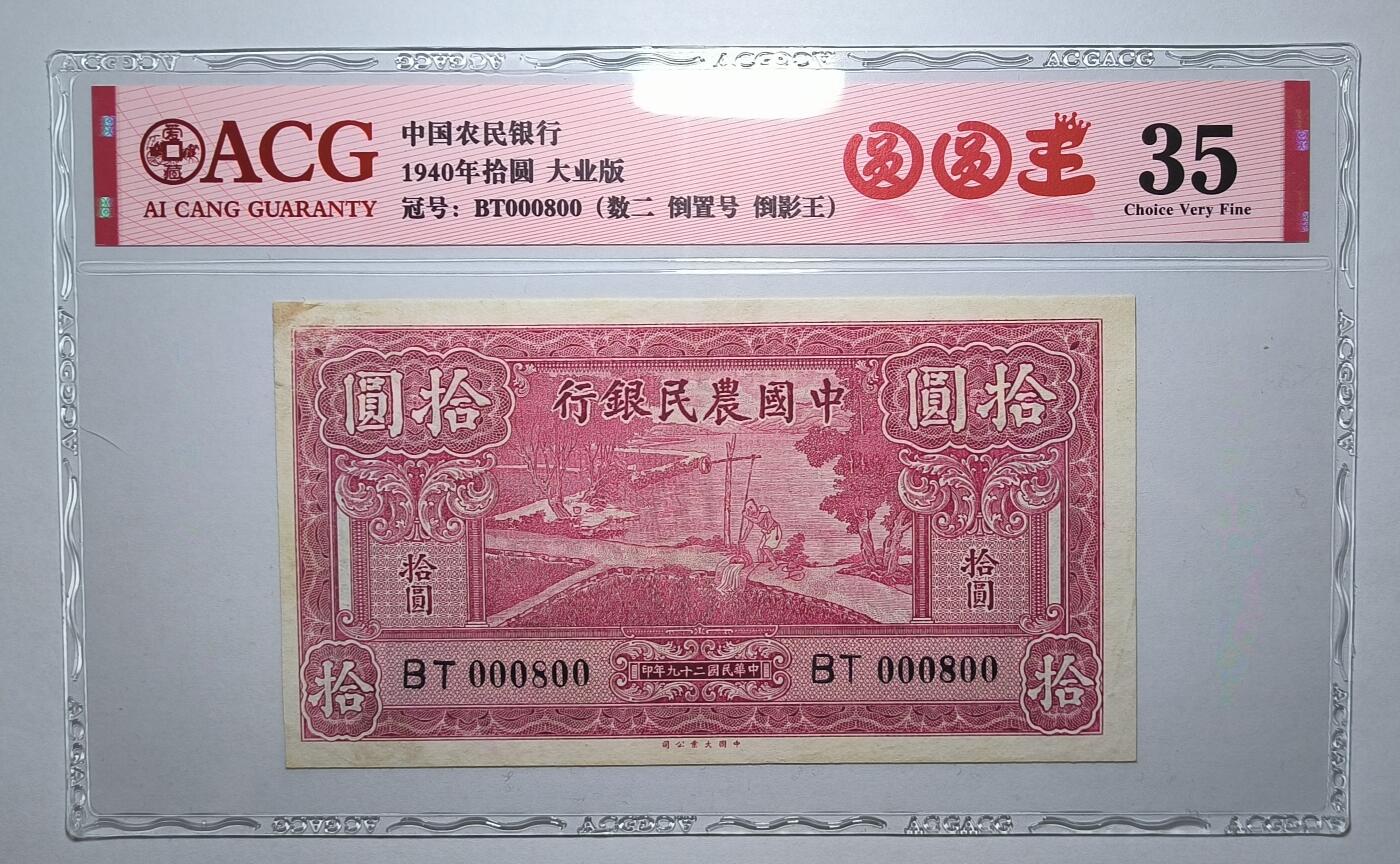 ACG
AI CANG GUARANTY
中国农民银行
1940年拾圆 大业版
冠号：BT000800（数二 倒置号 倒影王）
圆圆王
35
Choice Very Fine
拾圓
中國農民銀行
拾圓
拾圓
拾圓
BT 000800
中華民國二十九年印
BT 000800
拾
拾
中國大業公司